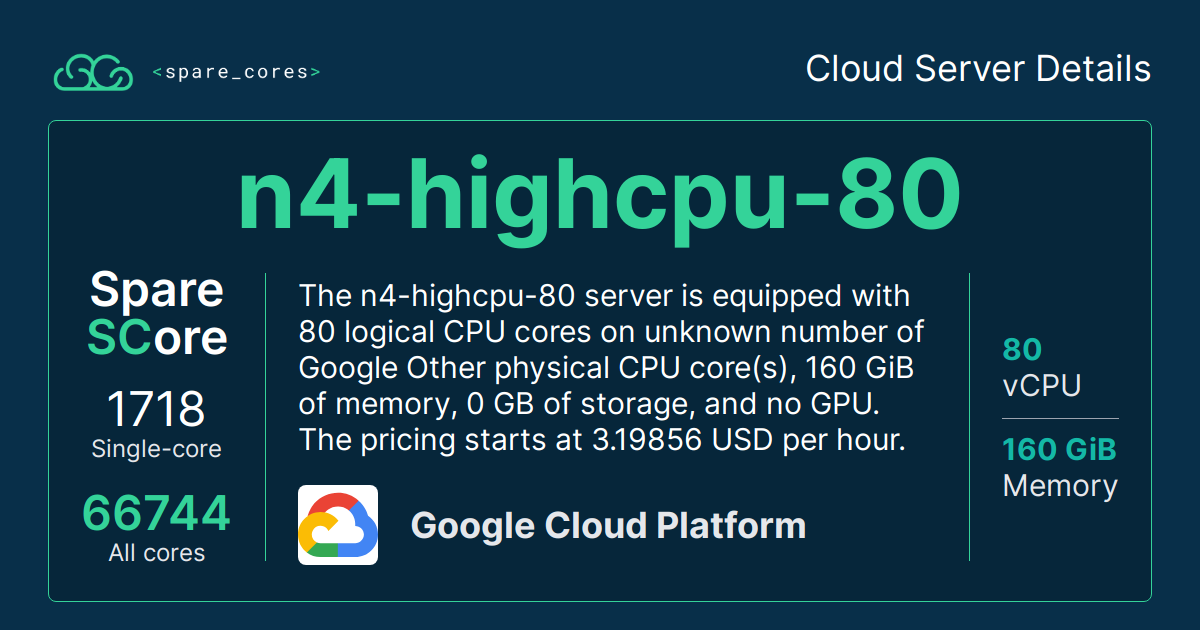 <spare_cores>
Cloud Server Details
n4-highcpu-80
Spare
SCore
1718
Single-core
66744
All cores
The n4-highcpu-80 server is equipped with
80 logical CPU cores on unknown number of
Google Other physical CPU core(s), 160 GiB
of memory, 0 GB of storage, and no GPU.
The pricing starts at 3.19856 USD per hour.
Google Cloud Platform
80
vCPU
160 GiB
Memory